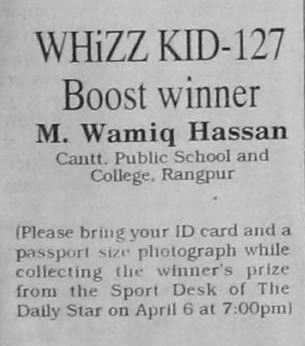 WHiZZ KID-127
Boost winner
M. Wamiq Hassan
Cantt. Public School and
College, Rangpur
(Please bring your ID card and a
passport size photograph while
collecting the winner's prize
from the Sport Desk of The
Daily Star on April 6 at 7:00pm)